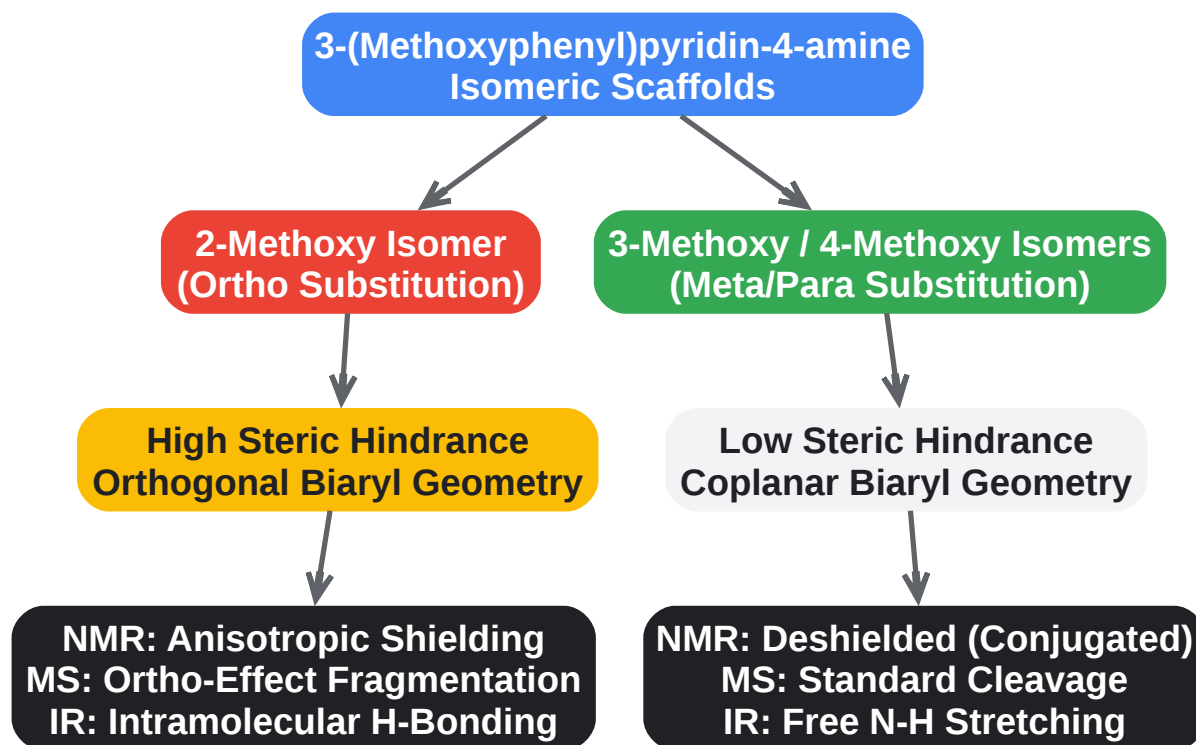 3-(Methoxyphenyl)pyridin-4-amine
Isomeric Scaffolds
2-Methoxy Isomer
(Ortho Substitution)
3-Methoxy / 4-Methoxy Isomers
(Meta/Para Substitution)
High Steric Hindrance
Orthogonal Biaryl Geometry
Low Steric Hindrance
Coplanar Biaryl Geometry
NMR: Anisotropic Shielding
MS: Ortho-Effect Fragmentation
IR: Intramolecular H-Bonding
NMR: Deshielded (Conjugated)
MS: Standard Cleavage
IR: Free N-H Stretching